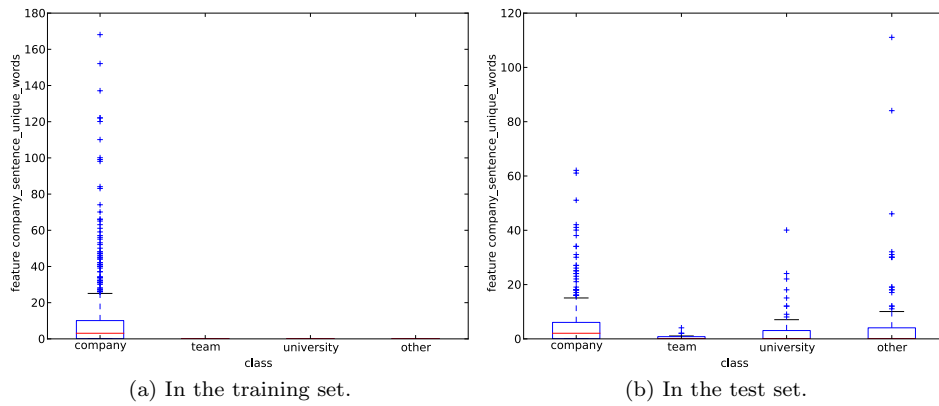 180
160
140
120
100
80
60
40
20
0
feature company_sentence_unique_words
company team university other
class
(a) In the training set.
120
100
80
60
40
20
0
feature company_sentence_unique_words
company team university other
class
(b) In the test set.